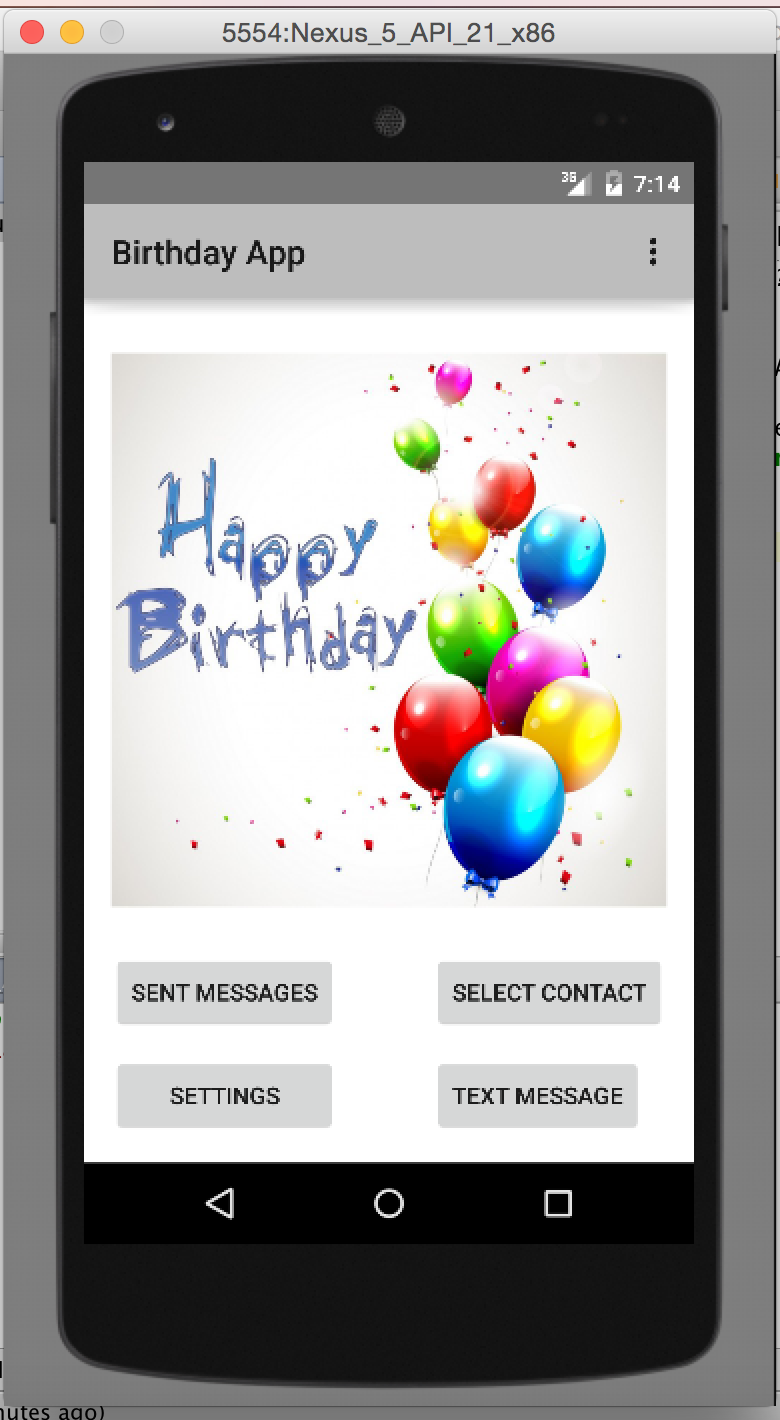 5554:Nexus_5_API_21_x86
3G 7:14
Birthday App
Happy
Birthday
SENT MESSAGES
SELECT CONTACT
SETTINGS
TEXT MESSAGE
nutes ago)